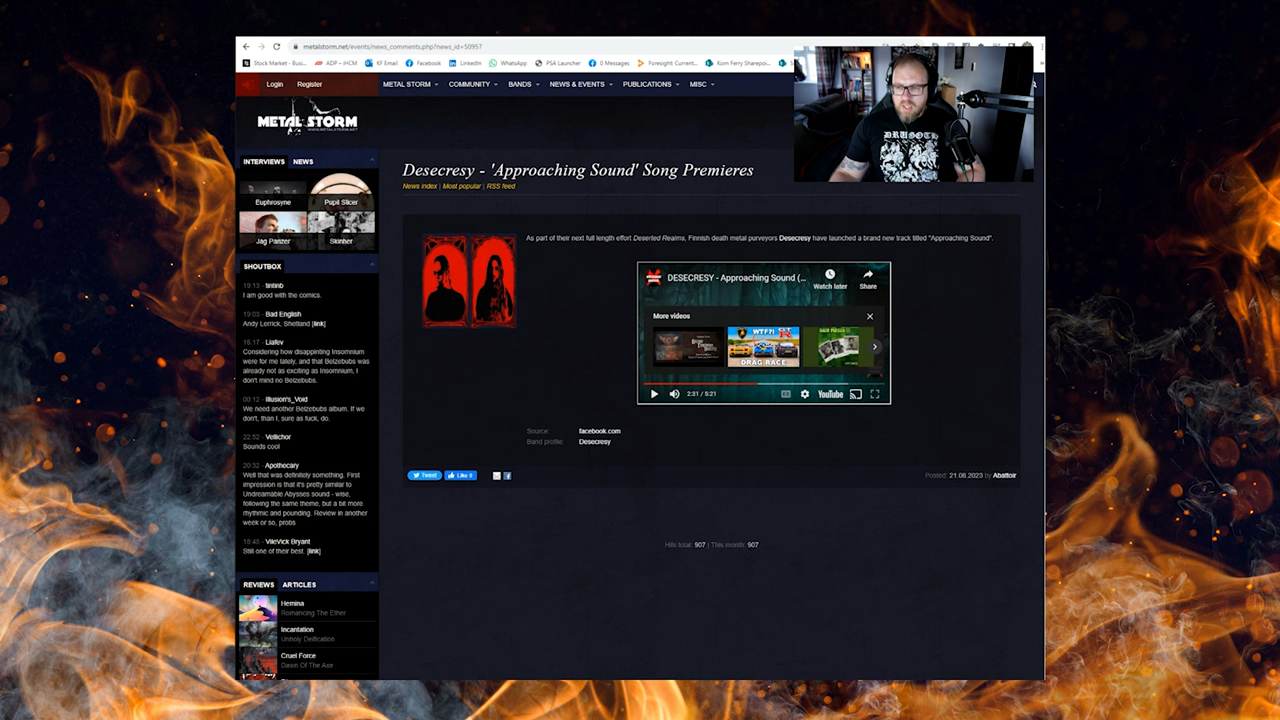 metalstorm.net/events/news_comments.php?news_id=50957
Stock Market - Busi... ADP – iHCM KF Email Facebook LinkedIn WhatsApp PSA Launcher 0 Messages Foresight Current... Korn Ferry Sharepoi...
Login Register METAL STORM COMMUNITY BANDS NEWS & EVENTS PUBLICATIONS MISC
METAL STORM
WWW.METALSTORM.NET
INTERVIEWS NEWS
Euphrosyne Pupil Slicer
Jag Panzer Skinher
SHOUTBOX
19:13 - tintinb
I am good with the comics.
19:03 - Bad English
Andy Lerrick, Shetland [link]
16:17 - Liafev
Considering how disappinting Insomnium
were for me lately, and that Belzebubs was
already not as exciting as Insomnium, I
don't mind no Belzebubs.
00:12 - Illusion's_Void
We need another Belzebubs album. If we
don't, than I, sure as fuck, do.
22:52 - Vellichor
Sounds cool
20:32 - Apothecary
Well that was definitely something. First
impression is that it's pretty similar to
Undreamable Abysses sound - wise,
following the same theme, but a bit more
rhythmic and pounding. Review in another
week or so, probs
18:45 - VileVick Bryant
Still one of their best. [link]
REVIEWS ARTICLES
Hemina
Romancing The Ether
Incantation
Unholy Deification
Cruel Force
Dawn Of The Axe
Desecresy - 'Approaching Sound' Song Premieres
News index | Most popular | RSS feed
As part of their next full length effort Deserted Realms, Finnish death metal purveyors Desecresy have launched a brand new track titled "Approaching Sound".
DESECRESY - Approaching Sound (...
Watch later Share
More videos
WTF?!
DRAG RACE
2:31 / 5:21 YouTube
Source: facebook.com
Band profile: Desecresy
Tweet Like 0
Posted: 21.08.2023 by Abattoir
Hits total: 907 | This month: 907
DRUGOTH